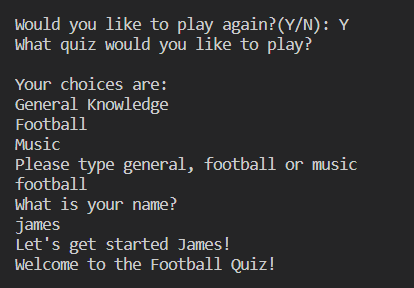 Would you like to play again?(Y/N): Y
What quiz would you like to play?
Your choices are:
General Knowledge
Football
Music
Please type general, football or music
football
What is your name?
james
Let's get started James!
Welcome to the Football Quiz!